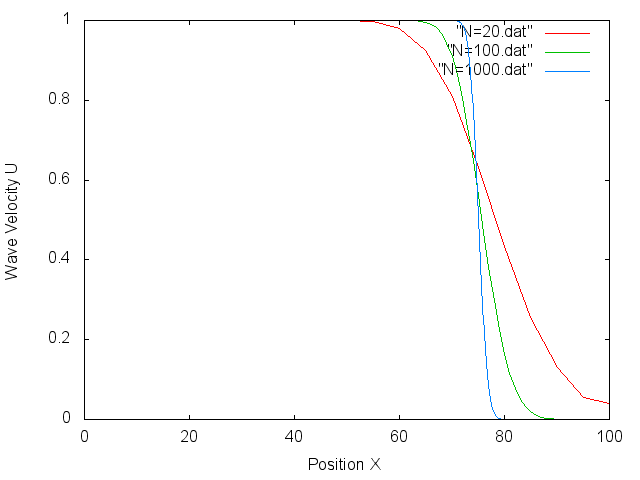 1
0.8
0.6
0.4
0.2
0
Wave Velocity U
"N=20.dat"
"N=100.dat"
"N=1000.dat"
0 20 40 60 80 100
Position X